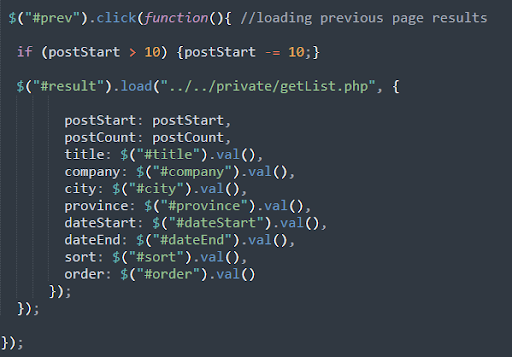 $("#prev").click(function(){ //loading previous page results
if (postStart > 10) {postStart -= 10;}
$("#result").load("../../private/getList.php", {
postStart: postStart,
postCount: postCount,
title: $("#title").val(),
company: $("#company").val(),
city: $("#city").val(),
province: $("#province").val(),
dateStart: $("#dateStart").val(),
dateEnd: $("#dateEnd").val(),
sort: $("#sort").val(),
order: $("#order").val()
});
});
});